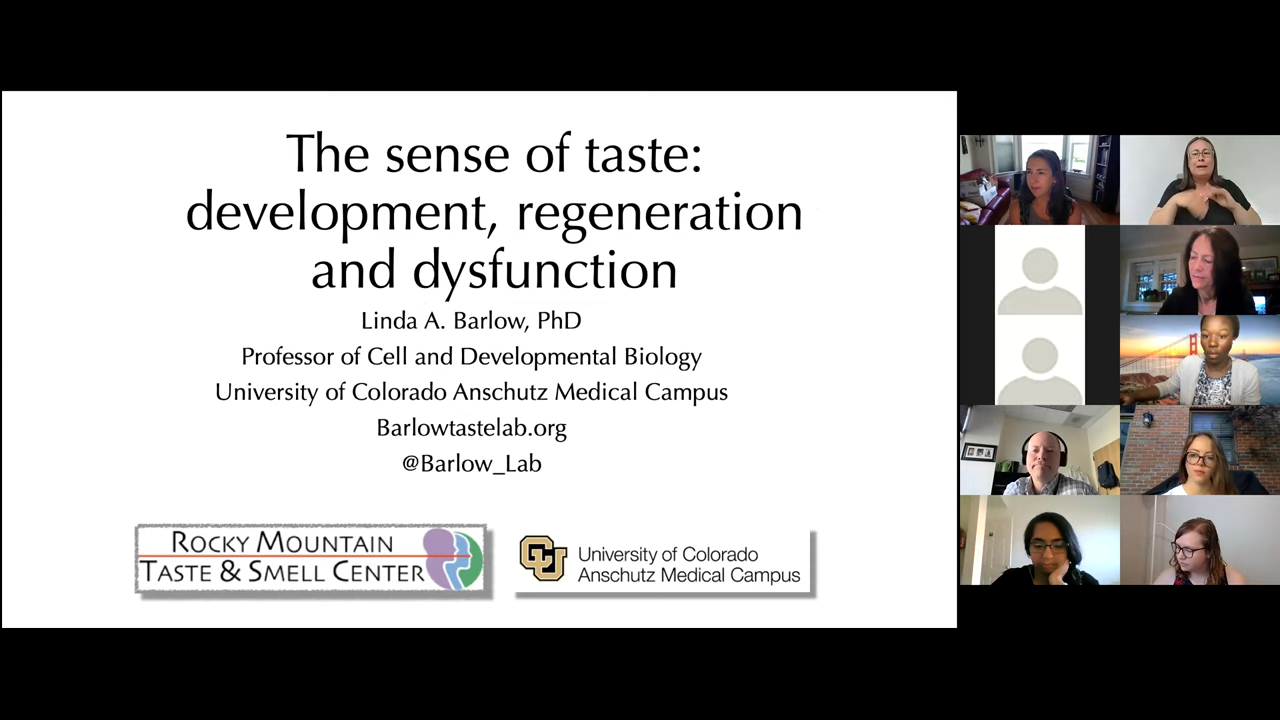 The sense of taste:
development, regeneration
and dysfunction
Linda A. Barlow, PhD
Professor of Cell and Developmental Biology
University of Colorado Anschutz Medical Campus
Barlowtastelab.org
@Barlow_Lab
ROCKY MOUNTAIN
TASTE & SMELL CENTER
CU
University of Colorado
Anschutz Medical Campus